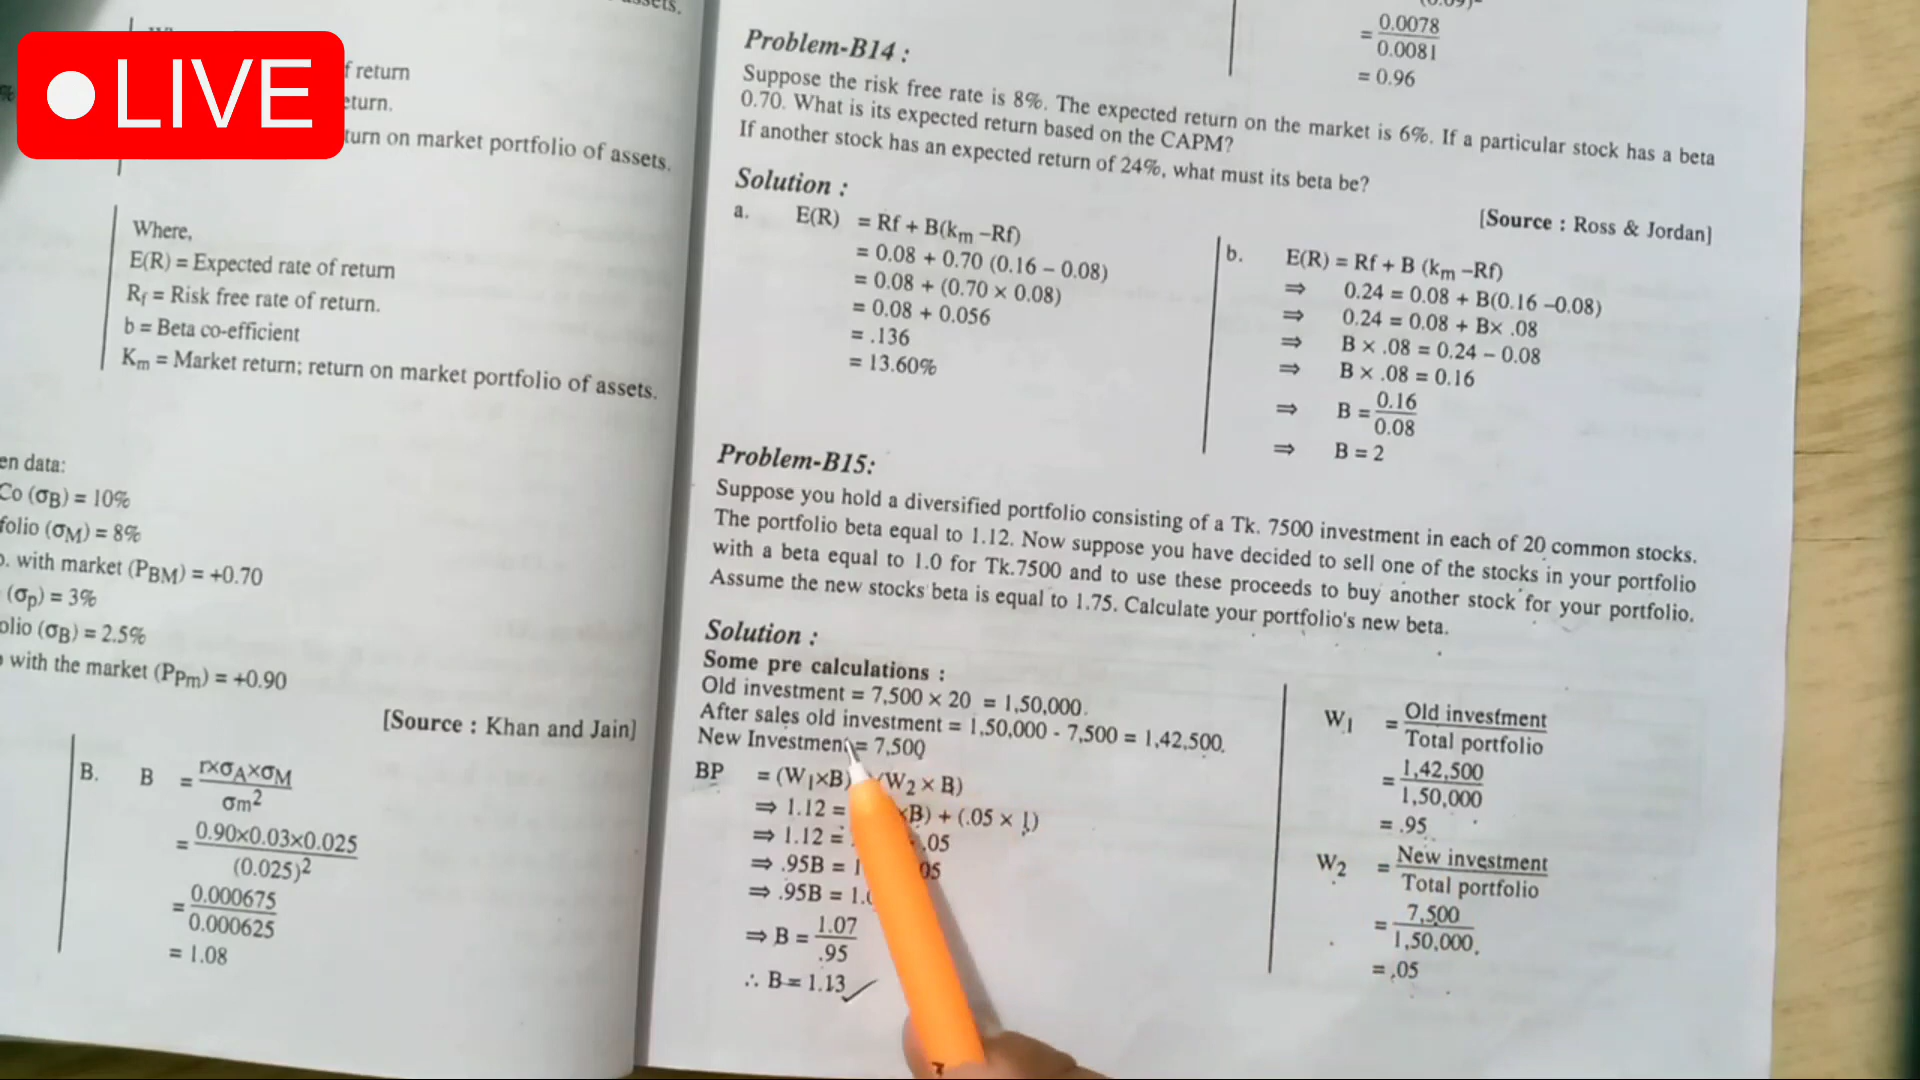 LIVE
f return
eturn.
turn on market portfolio of assets.
Where,
E(R) = Expected rate of return
Rf = Risk free rate of return.
b = Beta co-efficient
Km = Market return; return on market portfolio of assets.
en data:
Co (σB) = 10%
folio (σM) = 8%
. with market (PBM) = +0.70
(σp) = 3%
olio (σB) = 2.5%
with the market (PPm) = +0.90
[Source : Khan and Jain]
B. B = r×σA×σM / σm²
= 0.90×0.03×0.025 / (0.025)²
= 0.000675 / 0.000625
= 1.08
= 0.0078 / 0.0081
= 0.96
Problem-B14 :
Suppose the risk free rate is 8%. The expected return on the market is 6%. If a particular stock has a beta
0.70. What is its expected return based on the CAPM?
If another stock has an expected return of 24%, what must its beta be?
[Source : Ross & Jordan]
Solution :
a. E(R) = Rf + B(km –Rf)
= 0.08 + 0.70 (0.16 – 0.08)
= 0.08 + (0.70 × 0.08)
= 0.08 + 0.056
= .136
= 13.60%
b. E(R) = Rf + B (km –Rf)
⇒ 0.24 = 0.08 + B(0.16 –0.08)
⇒ 0.24 = 0.08 + B× .08
⇒ B × .08 = 0.24 – 0.08
⇒ B × .08 = 0.16
⇒ B = 0.16 / 0.08
⇒ B = 2
Problem-B15:
Suppose you hold a diversified portfolio consisting of a Tk. 7500 investment in each of 20 common stocks.
The portfolio beta equal to 1.12. Now suppose you have decided to sell one of the stocks in your portfolio
with a beta equal to 1.0 for Tk.7500 and to use these proceeds to buy another stock for your portfolio.
Assume the new stocks beta is equal to 1.75. Calculate your portfolio's new beta.
Solution :
Some pre calculations :
Old investment = 7,500 × 20 = 1,50,000.
After sales old investment = 1,50,000 - 7,500 = 1,42,500.
New Investment = 7,500
BP = (W1×B) (W2 × B)
⇒ 1.12 = ×B) + (.05 × 1)
⇒ 1.12 = .05
⇒ .95B = 1 05
⇒ .95B = 1.0
⇒ B = 1.07 / .95
∴ B = 1.13
W1 = Old investment / Total portfolio
= 1,42,500 / 1,50,000
= .95
W2 = New investment / Total portfolio
= 7,500 / 1,50,000.
= .05